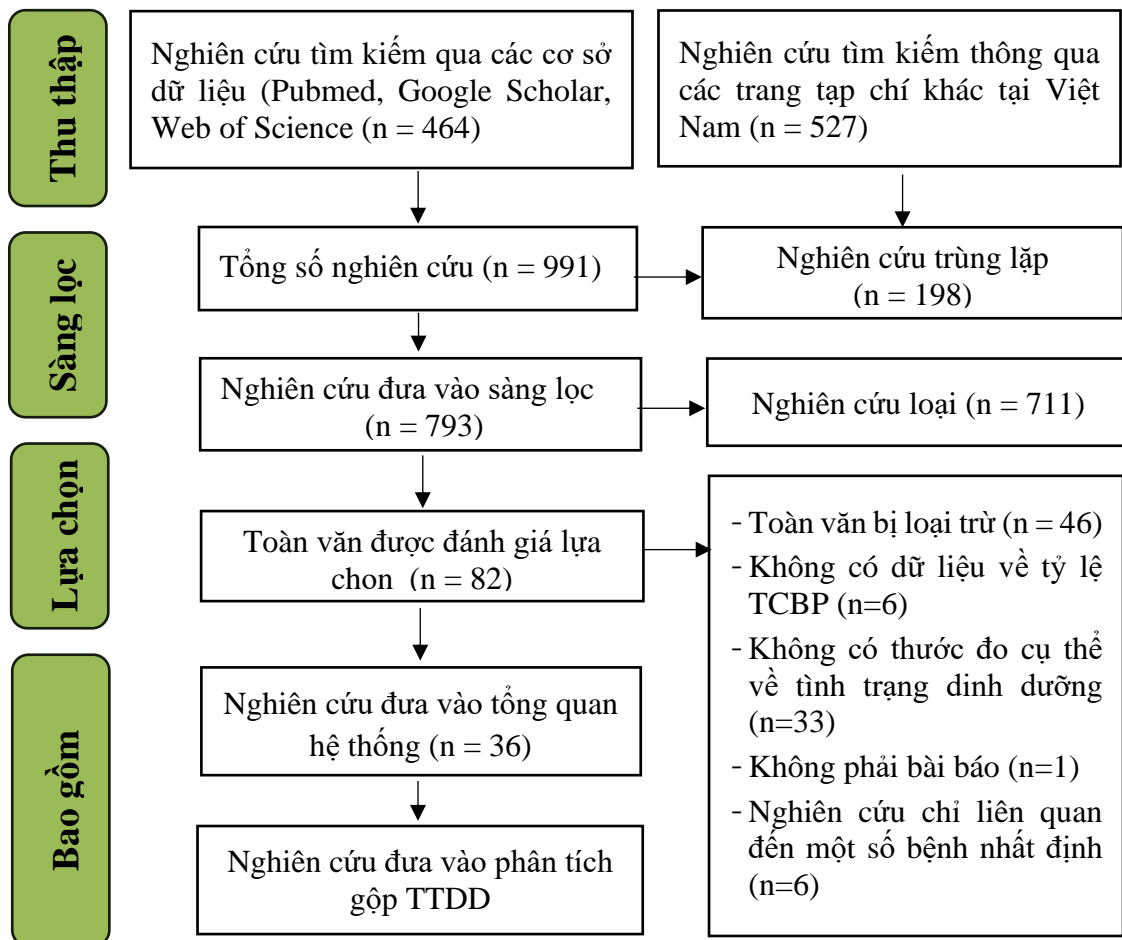 Thu thập
Nghiên cứu tìm kiếm qua các cơ sở
dữ liệu (Pubmed, Google Scholar,
Web of Science (n = 464)
Nghiên cứu tìm kiếm thông qua
các trang tạp chí khác tại Việt
Nam (n = 527)
Sàng lọc
Tổng số nghiên cứu (n = 991)
Nghiên cứu trùng lặp
(n = 198)
Nghiên cứu đưa vào sàng lọc
(n = 793)
Nghiên cứu loại (n = 711)
Lựa chọn
Toàn văn được đánh giá lựa
chon (n = 82)
- Toàn văn bị loại trừ (n = 46)
- Không có dữ liệu về tỷ lệ
TCBP (n=6)
- Không có thước đo cụ thể
về tình trạng dinh dưỡng
(n=33)
- Không phải bài báo (n=1)
- Nghiên cứu chỉ liên quan
đến một số bệnh nhất định
(n=6)
Bao gồm
Nghiên cứu đưa vào tổng quan
hệ thống (n = 36)
Nghiên cứu đưa vào phân tích
gộp TTDD